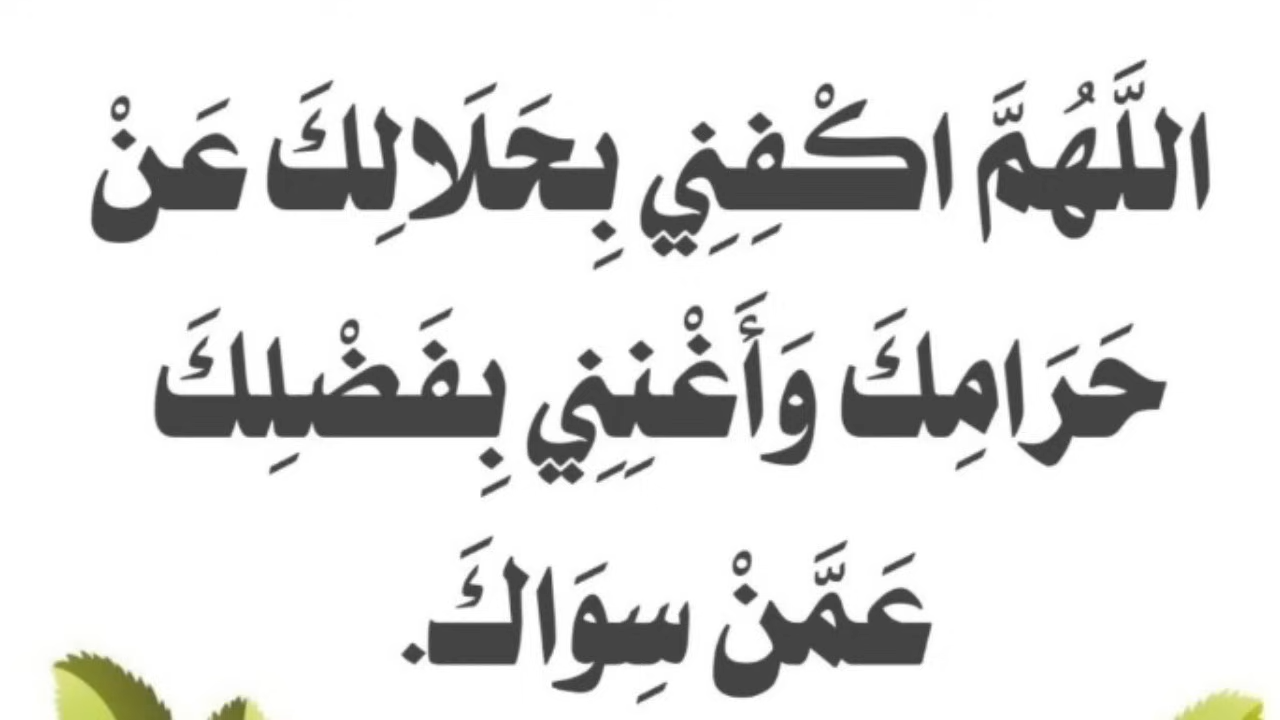 اللَّهُمَّ اكْفِنِي بِحَلَالِكَ عَنْ
حَرَامِكَ وَأَغْنِنِي بِفَضْلِكَ
عَمَّنْ سِوَاكَ.